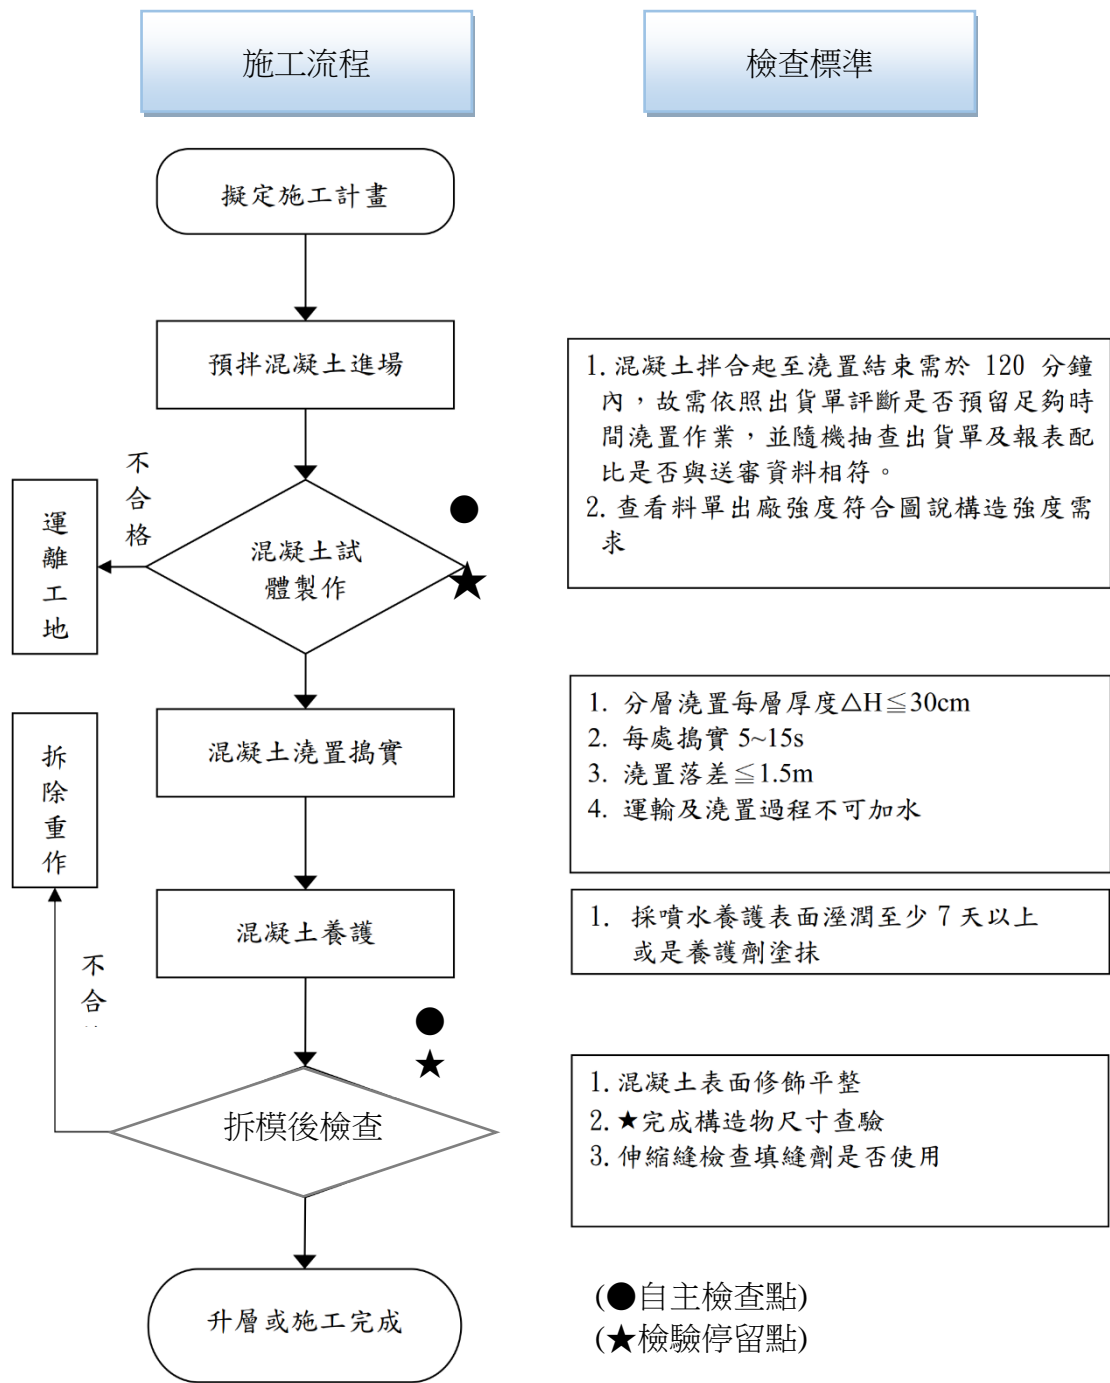 施工流程
檢查標準
擬定施工計畫
預拌混凝土進場
1. 混凝土拌合起至澆置結束需於 120 分鐘
內，故需依照出貨單評斷是否預留足夠時
間澆置作業，並隨機抽查出貨單及報表配
比是否與送審資料相符。
2. 查看料單出廠強度符合圖說構造強度需
求
不合格
運離工地
混凝土試
體製作
●
★
混凝土澆置搗實
1. 分層澆置每層厚度△H≦30cm
2. 每處搗實 5~15s
3. 澆置落差≦1.5m
4. 運輸及澆置過程不可加水
拆除重作
混凝土養護
1. 採噴水養護表面溼潤至少 7 天以上
或是養護劑塗抹
不合
●
★
拆模後檢查
1. 混凝土表面修飾平整
2. ★完成構造物尺寸查驗
3. 伸縮縫檢查填縫劑是否使用
升層或施工完成
(●自主檢查點)
(★檢驗停留點)